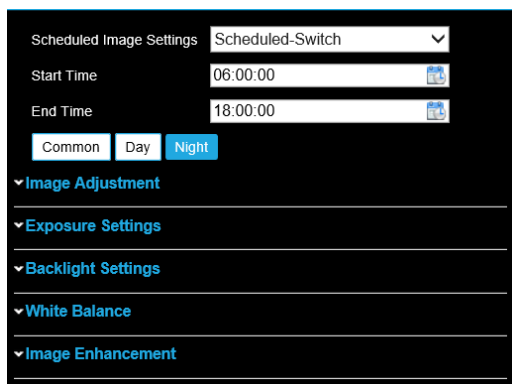 Scheduled Image Settings Scheduled-Switch
Start Time 06:00:00
End Time 18:00:00
Common Day Night
Image Adjustment
Exposure Settings
Backlight Settings
White Balance
Image Enhancement